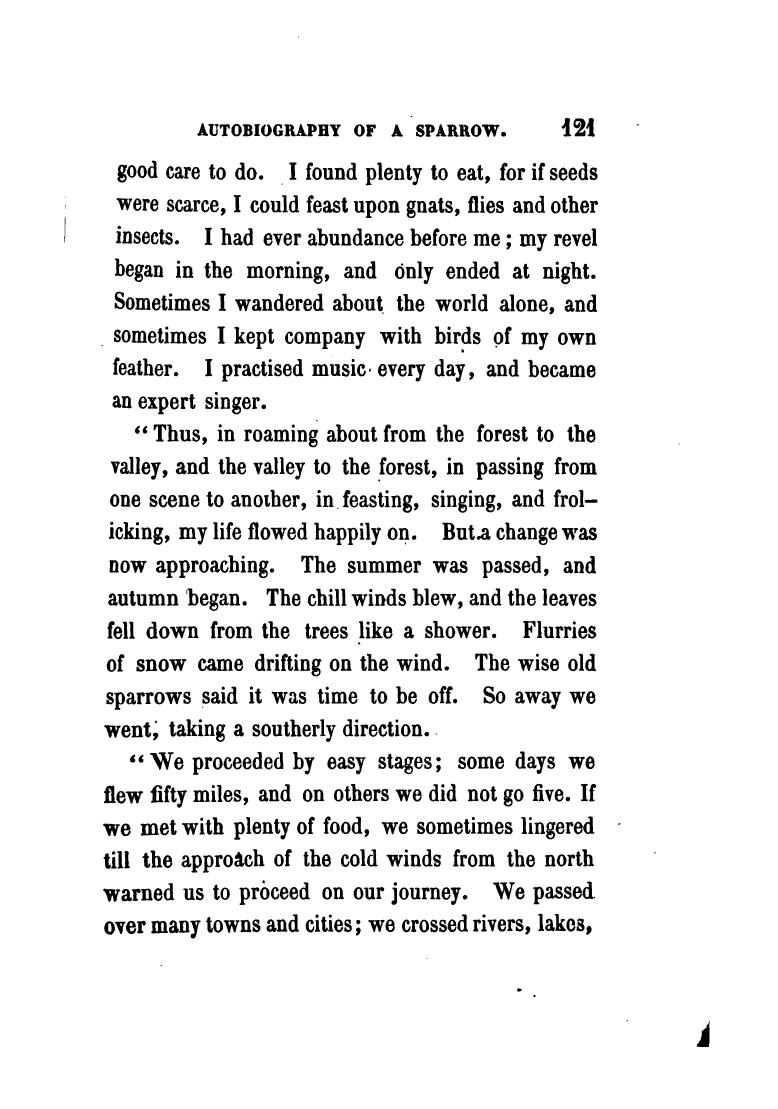 AUTOBIOGRAPHY OF A SPARROW. 121
good care to do. I found plenty to eat, for if seeds
were scarce, I could feast upon gnats, flies and other
insects. I had ever abundance before me; my revel
began in the morning, and only ended at night.
Sometimes I wandered about the world alone, and
sometimes I kept company with birds of my own
feather. I practised music every day, and became
an expert singer.
“Thus, in roaming about from the forest to the
valley, and the valley to the forest, in passing from
one scene to another, in feasting, singing, and frol-
icking, my life flowed happily on. But a change was
now approaching. The summer was passed, and
autumn began. The chill winds blew, and the leaves
fell down from the trees like a shower. Flurries
of snow came drifting on the wind. The wise old
sparrows said it was time to be off. So away we
went, taking a southerly direction.
“We proceeded by easy stages; some days we
flew fifty miles, and on others we did not go five. If
we met with plenty of food, we sometimes lingered
till the approach of the cold winds from the north
warned us to proceed on our journey. We passed
over many towns and cities; we crossed rivers, lakes,